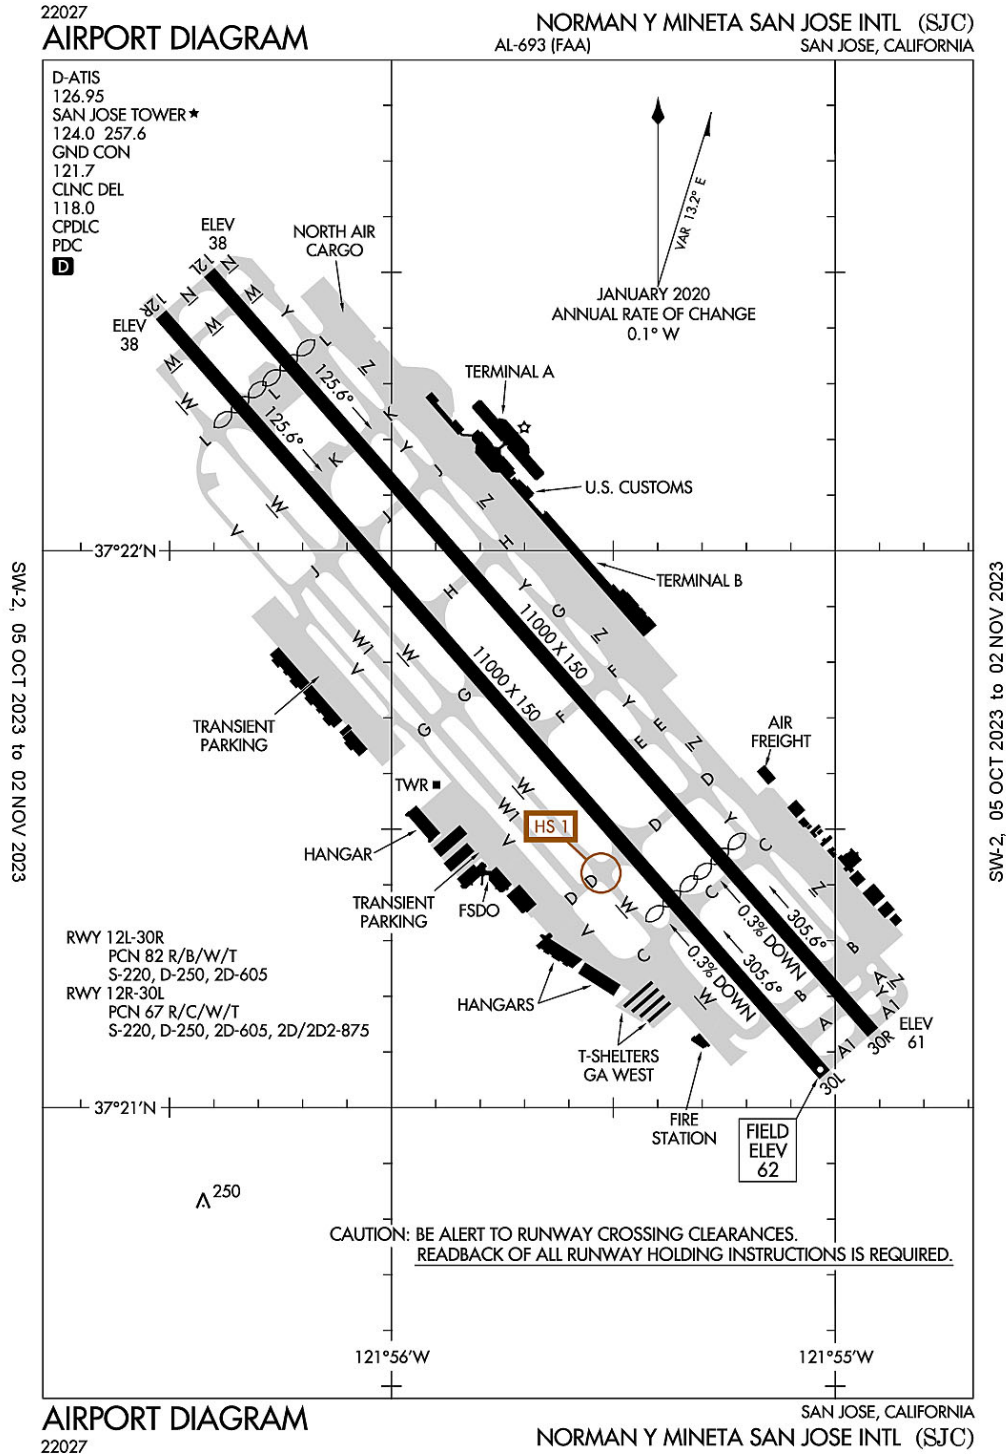 22027
AIRPORT DIAGRAM
NORMAN Y MINETA SAN JOSE INTL (SJC)
AL-693 (FAA)
SAN JOSE, CALIFORNIA
D-ATIS
126.95
SAN JOSE TOWER ★
124.0 257.6
GND CON
121.7
CLNC DEL
118.0
CPDLC
PDC
D
VAR 13.2° E
JANUARY 2020
ANNUAL RATE OF CHANGE
0.1° W
ELEV
38
NORTH AIR
CARGO
12L
N
12R
N
W
W
Y
ELEV
38
W
W
L
Z
L
L
125.6°
125.6°
K
K
Y
J
J
TERMINAL A
U.S. CUSTOMS
Z
H
W
V
37°22'N
J
H
Y
G
Z
TERMINAL B
11000 X 150
11000 X 150
W1
V
W
G
G
F
F
Y
E
E
Z
D
D
Y
C
TRANSIENT
PARKING
AIR
FREIGHT
TWR
W
W1
V
HS 1
HANGAR
TRANSIENT
PARKING
FSDO
D
D
W
V
C
C
Z
0.3% DOWN
305.6°
0.3% DOWN
305.6°
B
B
A
A
Y
Z
A1
A1
W
RWY 12L-30R
PCN 82 R/B/W/T
S-220, D-250, 2D-605
RWY 12R-30L
PCN 67 R/C/W/T
S-220, D-250, 2D-605, 2D/2D2-875
HANGARS
T-SHELTERS
GA WEST
30R
ELEV
61
30L
FIRE
STATION
FIELD
ELEV
62
37°21'N
250
CAUTION: BE ALERT TO RUNWAY CROSSING CLEARANCES.
READBACK OF ALL RUNWAY HOLDING INSTRUCTIONS IS REQUIRED.
121°56'W
121°55'W
SW-2, 05 OCT 2023 to 02 NOV 2023
SW-2, 05 OCT 2023 to 02 NOV 2023
AIRPORT DIAGRAM
22027
SAN JOSE, CALIFORNIA
NORMAN Y MINETA SAN JOSE INTL (SJC)